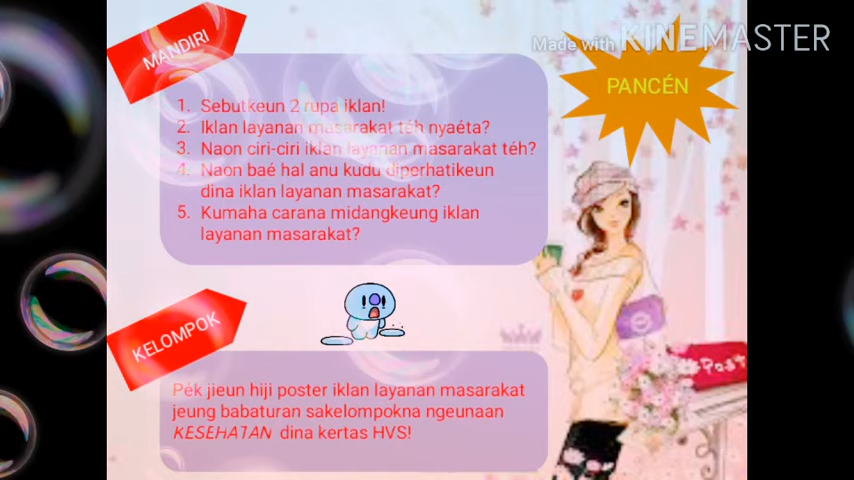 Made with KINEMASTER
PANCÉN
MANDIRI
1. Sebutkeun 2 rupa iklan!
2. Iklan layanan masarakat téh nyaéta?
3. Naon ciri-ciri iklan layanan masarakat téh?
4. Naon baé hal anu kudu diperhatikeun
dina iklan layanan masarakat?
5. Kumaha carana midangkeung iklan
layanan masarakat?
KELOMPOK
Pék jieun hiji poster iklan layanan masarakat
jeung babaturan sakelompokna ngeunaan
KESEHATAN dina kertas HVS!
Post